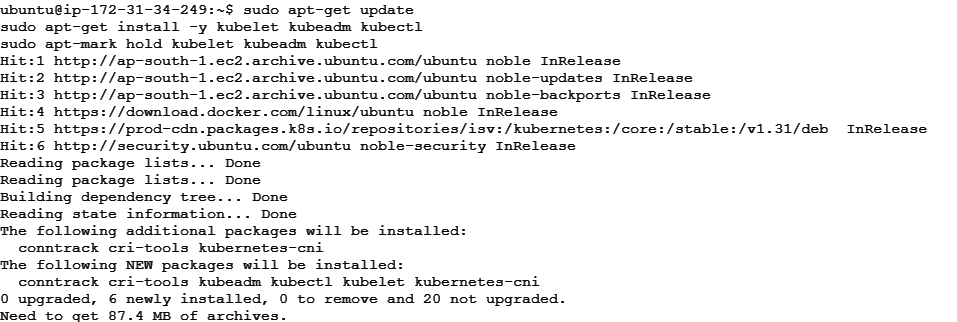 ubuntu@ip-172-31-34-249:~$ sudo apt-get update
sudo apt-get install -y kubelet kubeadm kubectl
sudo apt-mark hold kubelet kubeadm kubectl
Hit:1 http://ap-south-1.ec2.archive.ubuntu.com/ubuntu noble InRelease
Hit:2 http://ap-south-1.ec2.archive.ubuntu.com/ubuntu noble-updates InRelease
Hit:3 http://ap-south-1.ec2.archive.ubuntu.com/ubuntu noble-backports InRelease
Hit:4 https://download.docker.com/linux/ubuntu noble InRelease
Hit:5 https://prod-cdn.packages.k8s.io/repositories/isv:/kubernetes:/core:/stable:/v1.31/deb  InRelease
Hit:6 http://security.ubuntu.com/ubuntu noble-security InRelease
Reading package lists... Done
Reading package lists... Done
Building dependency tree... Done
Reading state information... Done
The following additional packages will be installed:
  conntrack cri-tools kubernetes-cni
The following NEW packages will be installed:
  conntrack cri-tools kubeadm kubectl kubelet kubernetes-cni
0 upgraded, 6 newly installed, 0 to remove and 20 not upgraded.
Need to get 87.4 MB of archives.